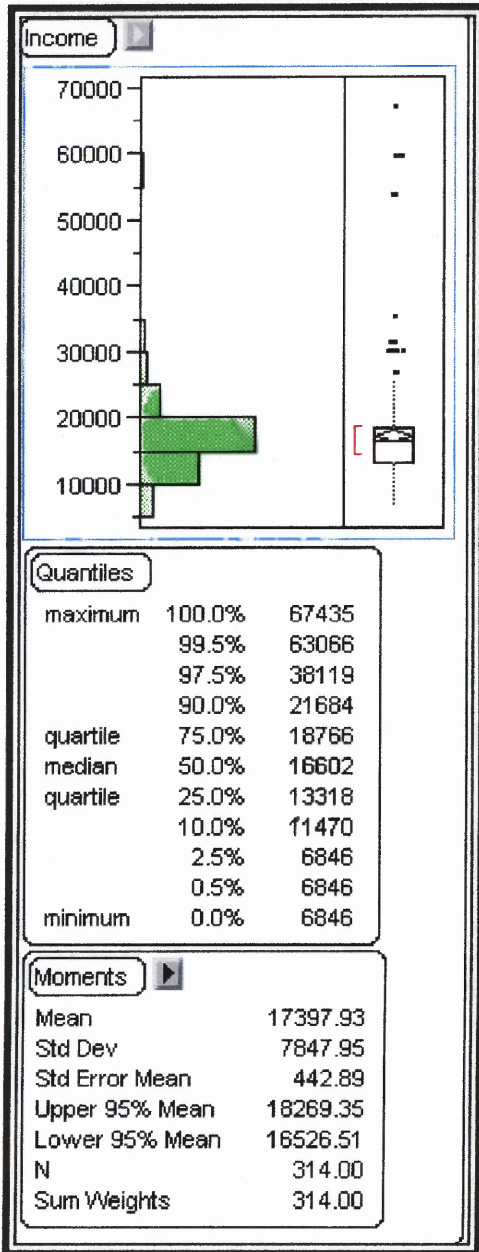 Income
70000
60000
50000
40000
30000
20000
10000
Quantiles
maximum 100.0% 67435
99.5% 63066
97.5% 38119
90.0% 21684
quartile 75.0% 18766
median 50.0% 16602
quartile 25.0% 13318
10.0% 11470
2.5% 6846
0.5% 6846
minimum 0.0% 6846
Moments
Mean 17397.93
Std Dev 7847.95
Std Error Mean 442.89
Upper 95% Mean 18269.35
Lower 95% Mean 16526.51
N 314.00
Sum Weights 314.00